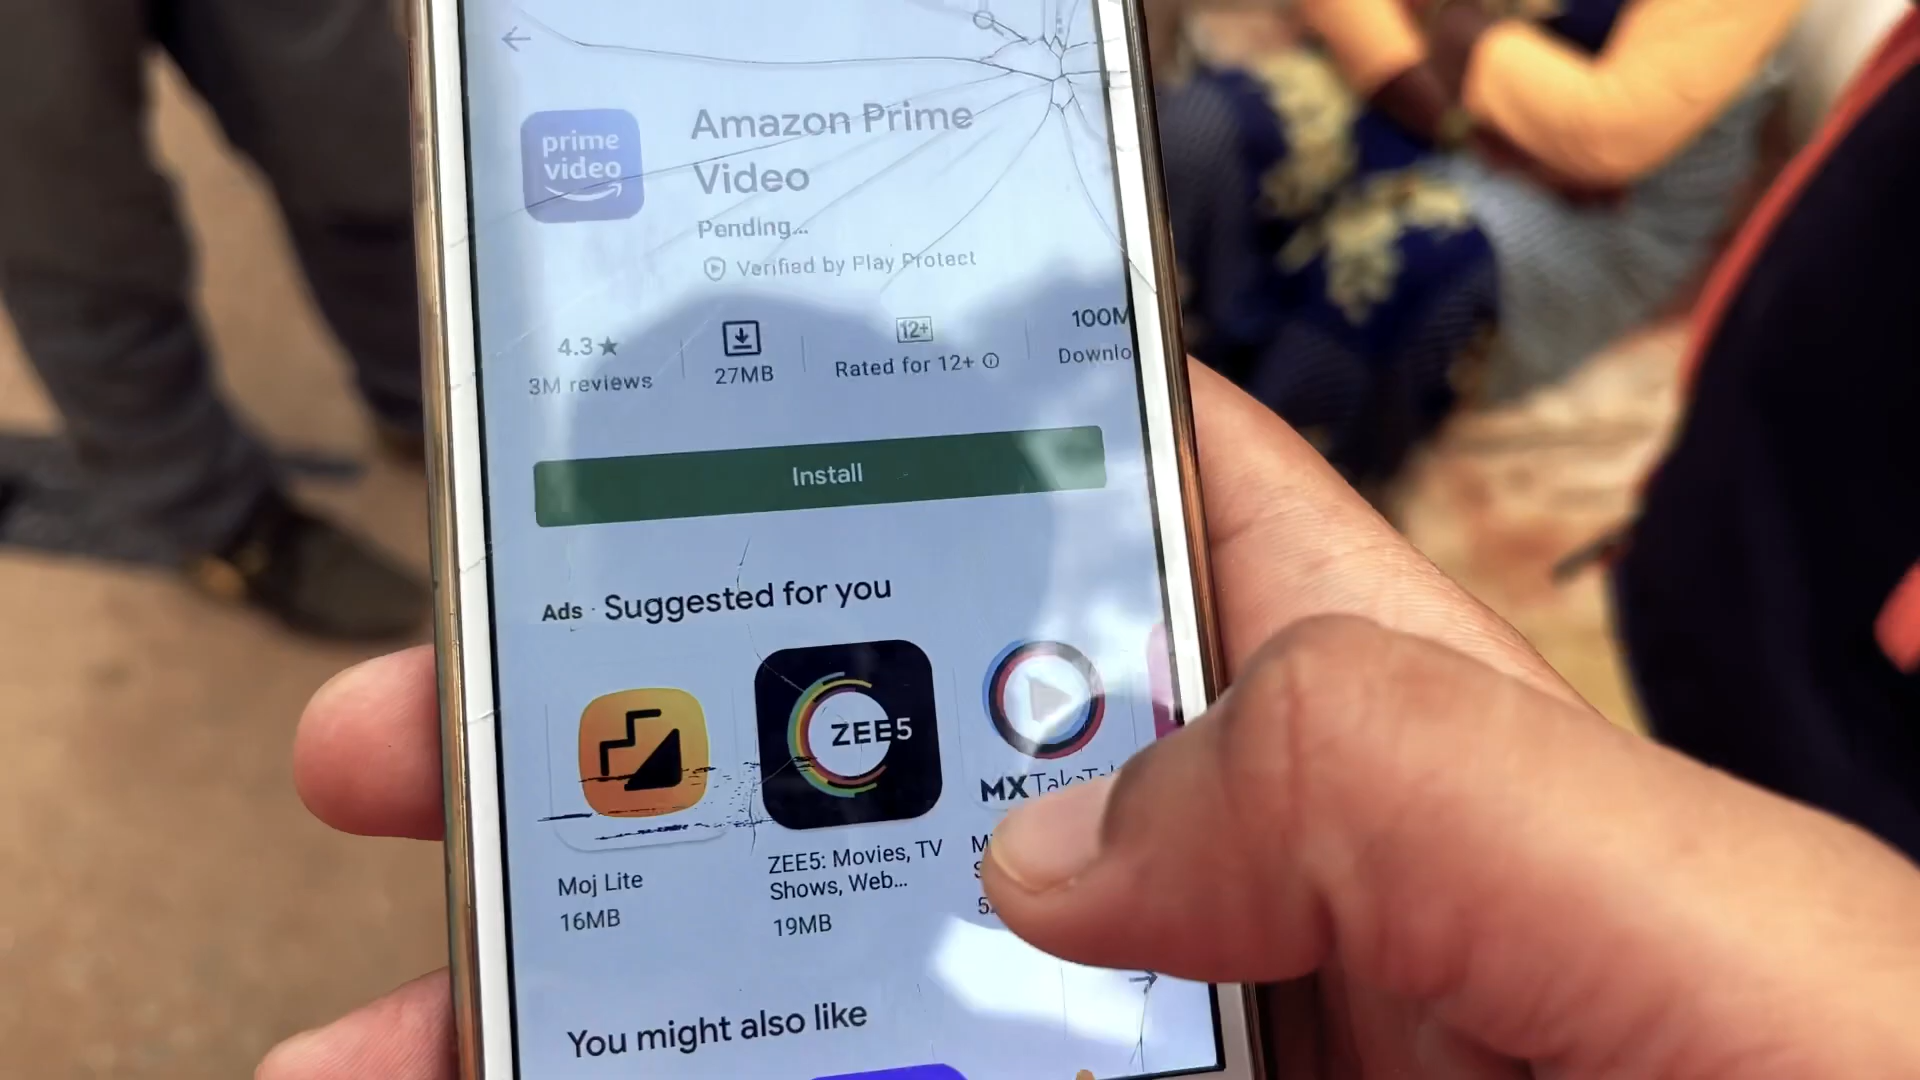 prime
video
Amazon Prime
Video
Pending...
Verified by Play Protect
4.3★
3M reviews
27MB
12+
Rated for 12+
100M
Downlo
Install
Ads · Suggested for you
ZEE5
MX
Moj Lite
16MB
ZEE5: Movies, TV
Shows, Web...
19MB
You might also like